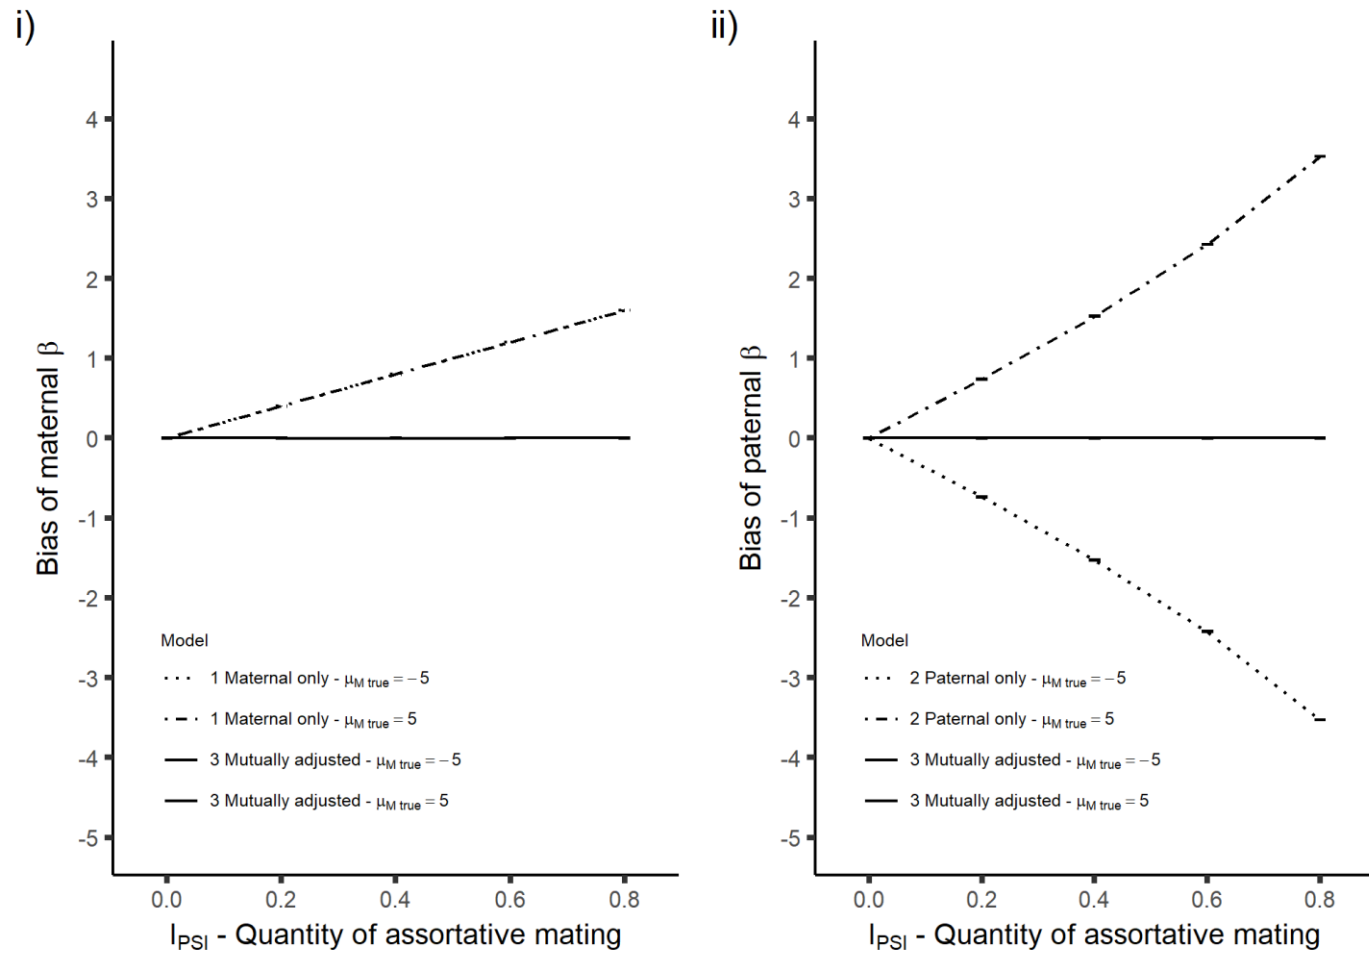 i)
Bias of maternal β
4
3
2
1
0
-1
-2
-3
-4
-5
Model
1 Maternal only - μM true = −5
1 Maternal only - μM true = 5
3 Mutually adjusted - μM true = −5
3 Mutually adjusted - μM true = 5
0.0 0.2 0.4 0.6 0.8
IPSI - Quantity of assortative mating
ii)
Bias of paternal β
4
3
2
1
0
-1
-2
-3
-4
-5
Model
2 Paternal only - μM true = −5
2 Paternal only - μM true = 5
3 Mutually adjusted - μM true = −5
3 Mutually adjusted - μM true = 5
0.0 0.2 0.4 0.6 0.8
IPSI - Quantity of assortative mating